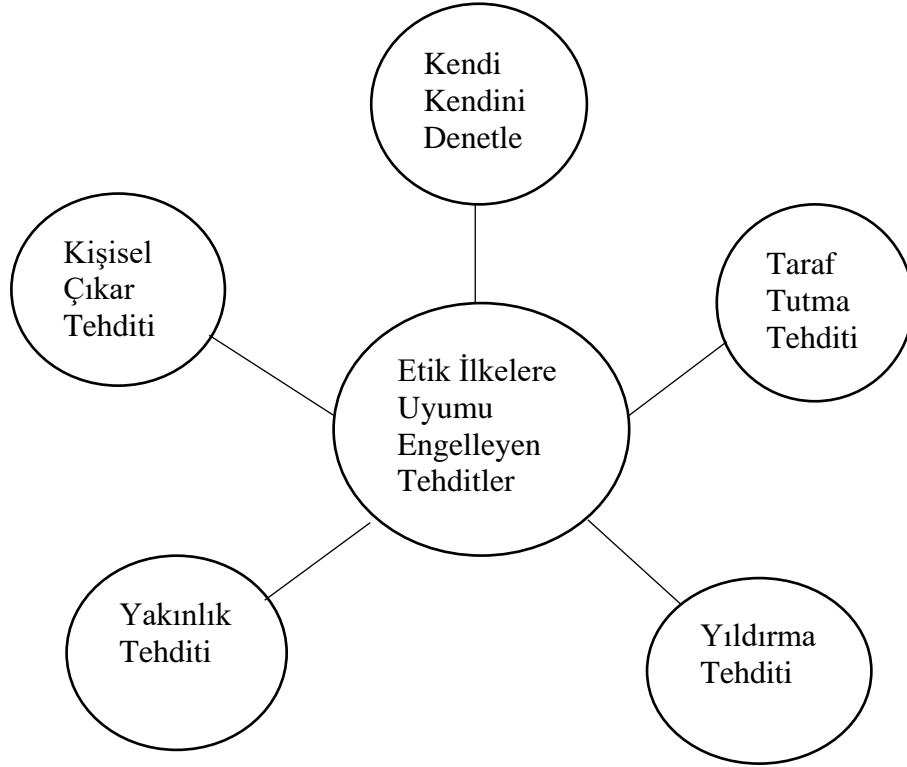 Kendi
Kendini
Denetle
Kişisel
Çıkar
Tehditi
Taraf
Tutma
Tehditi
Etik İlkelere
Uyumu
Engelleyen
Tehditler
Yakınlık
Tehditi
Yıldırma
Tehditi